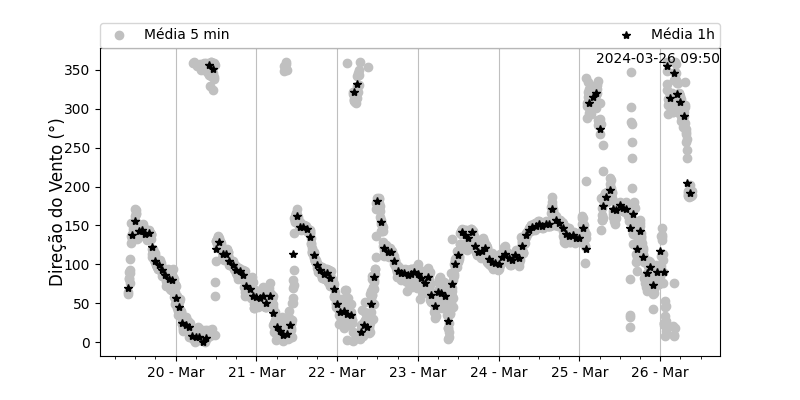 Média 5 min
Média 1h
2024-03-26 09:50
Direção do Vento (°)
350
300
250
200
150
100
50
0
20 - Mar
21 - Mar
22 - Mar
23 - Mar
24 - Mar
25 - Mar
26 - Mar